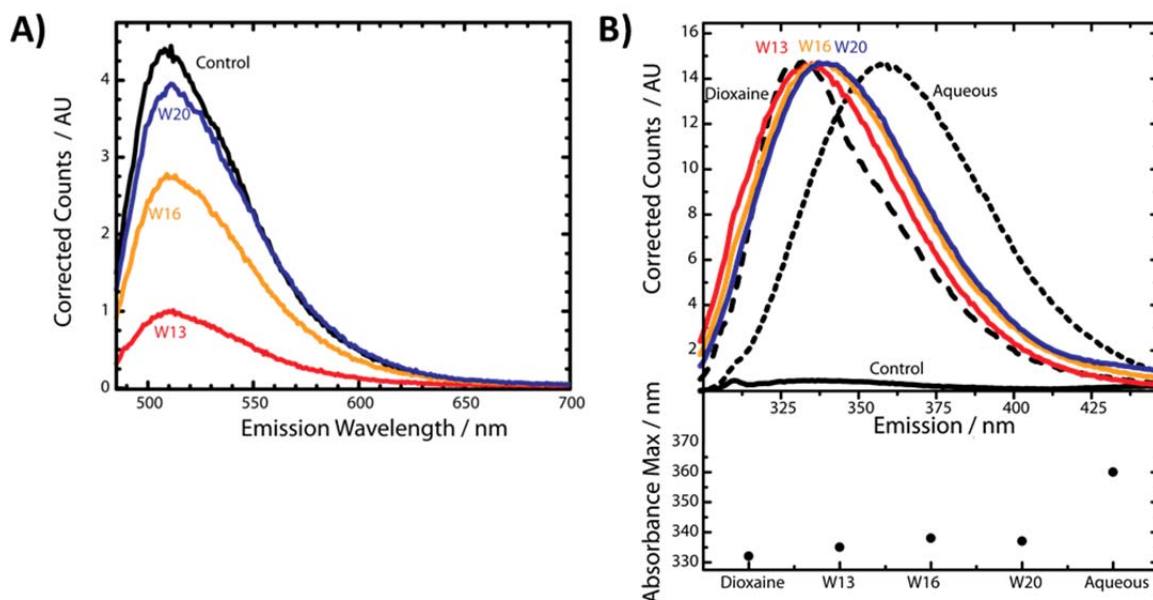 A)
Corrected Counts / AU
4
3
2
1
0
Control
W20
W16
W13
500 550 600 650 700
Emission Wavelength / nm
B)
Corrected Counts / AU
16
14
12
10
8
6
4
2
W13 W16 W20
Dioxaine
Aqueous
Control
325 350 375 400 425
Emission / nm
Absorbance Max / nm
370
360
350
340
330
Dioxaine W13 W16 W20 Aqueous